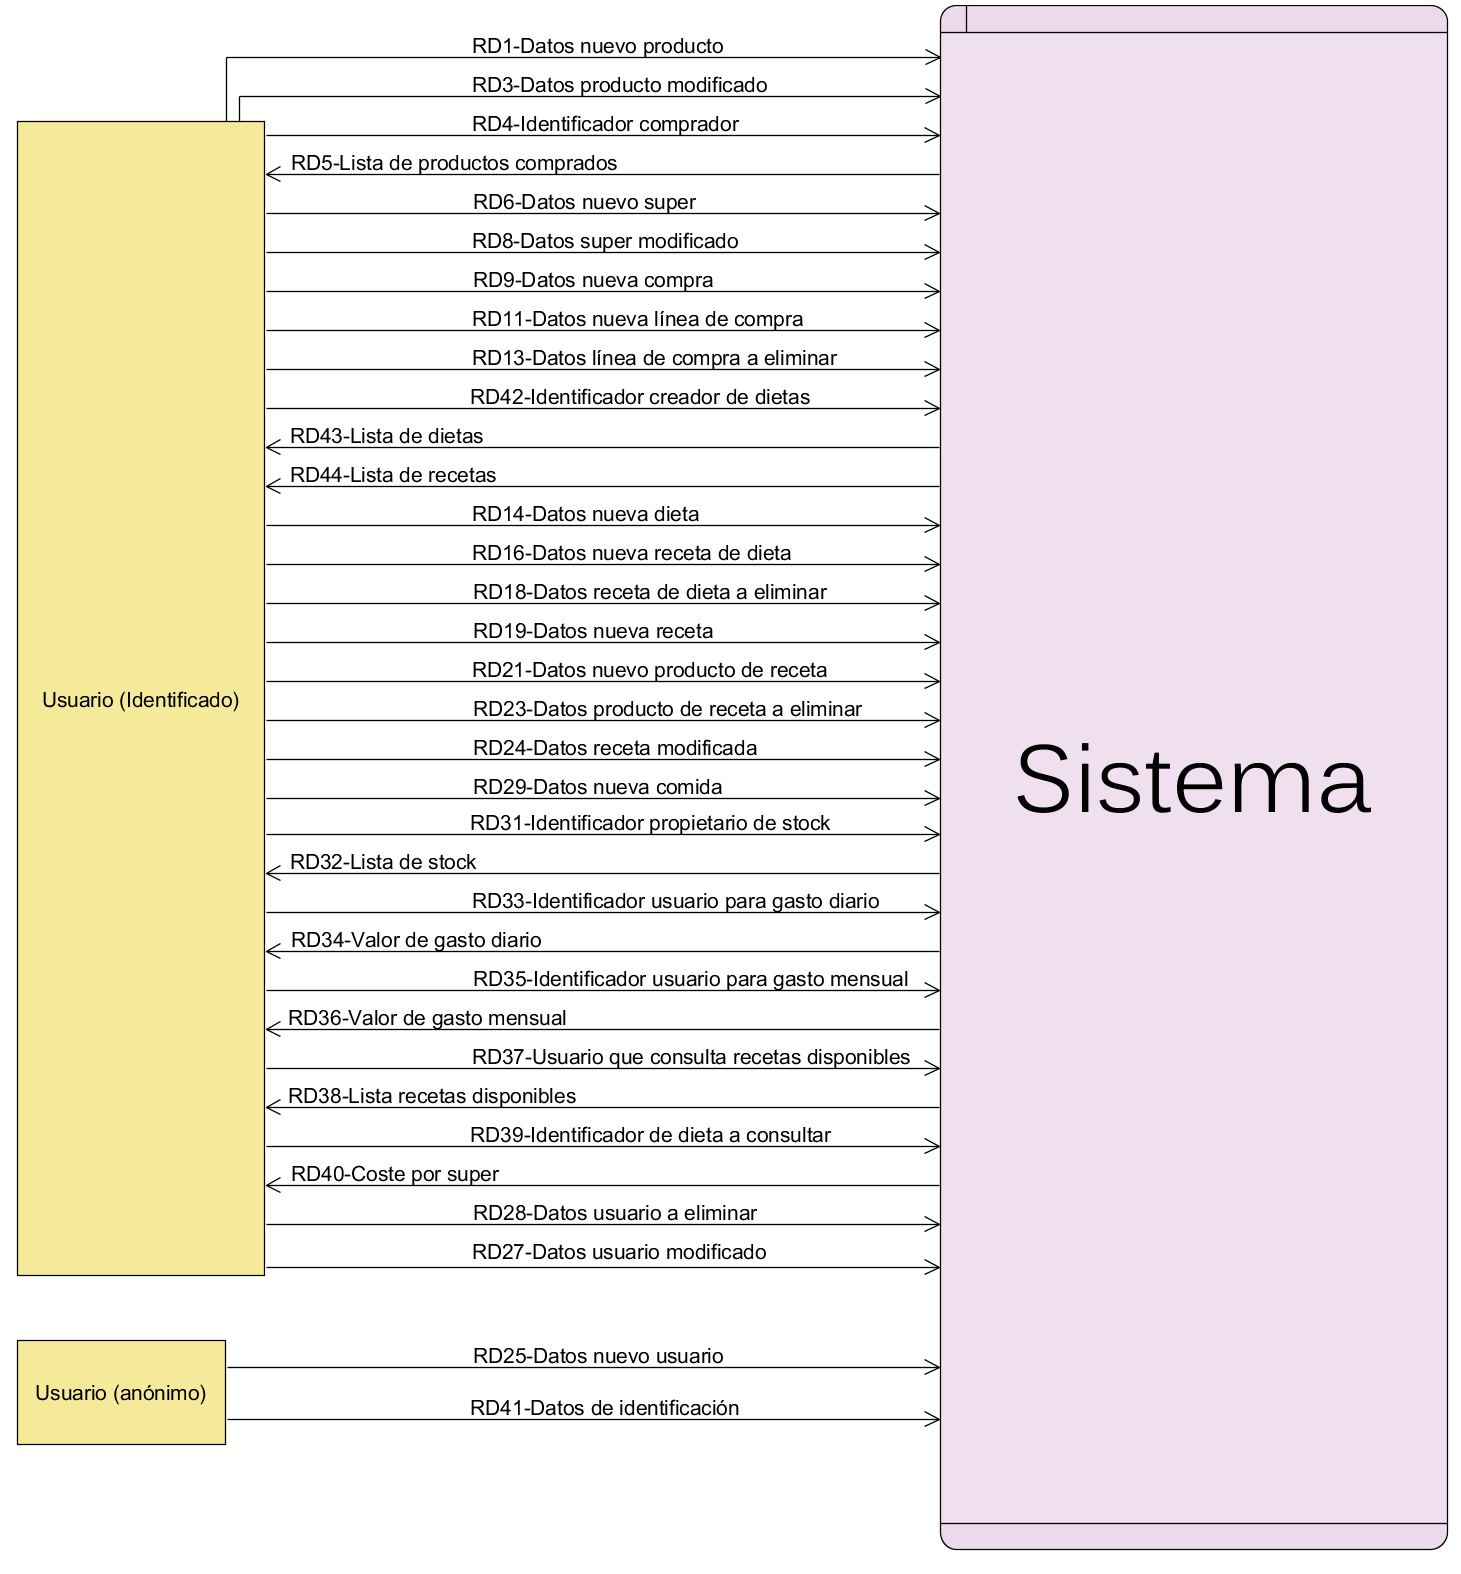 RD1-Datos nuevo producto
RD3-Datos producto modificado
RD4-Identificador comprador
RD5-Lista de productos comprados
RD6-Datos nuevo super
RD8-Datos super modificado
RD9-Datos nueva compra
RD11-Datos nueva línea de compra
RD13-Datos línea de compra a eliminar
RD42-Identificador creador de dietas
RD43-Lista de dietas
RD44-Lista de recetas
RD14-Datos nueva dieta
RD16-Datos nueva receta de dieta
RD18-Datos receta de dieta a eliminar
RD19-Datos nueva receta
RD21-Datos nuevo producto de receta
Usuario (Identificado)
RD23-Datos producto de receta a eliminar
RD24-Datos receta modificada
Sistema
RD29-Datos nueva comida
RD31-Identificador propietario de stock
RD32-Lista de stock
RD33-Identificador usuario para gasto diario
RD34-Valor de gasto diario
RD35-Identificador usuario para gasto mensual
RD36-Valor de gasto mensual
RD37-Usuario que consulta recetas disponibles
RD38-Lista recetas disponibles
RD39-Identificador de dieta a consultar
RD40-Coste por super
RD28-Datos usuario a eliminar
RD27-Datos usuario modificado
RD25-Datos nuevo usuario
Usuario (anónimo)
RD41-Datos de identificación